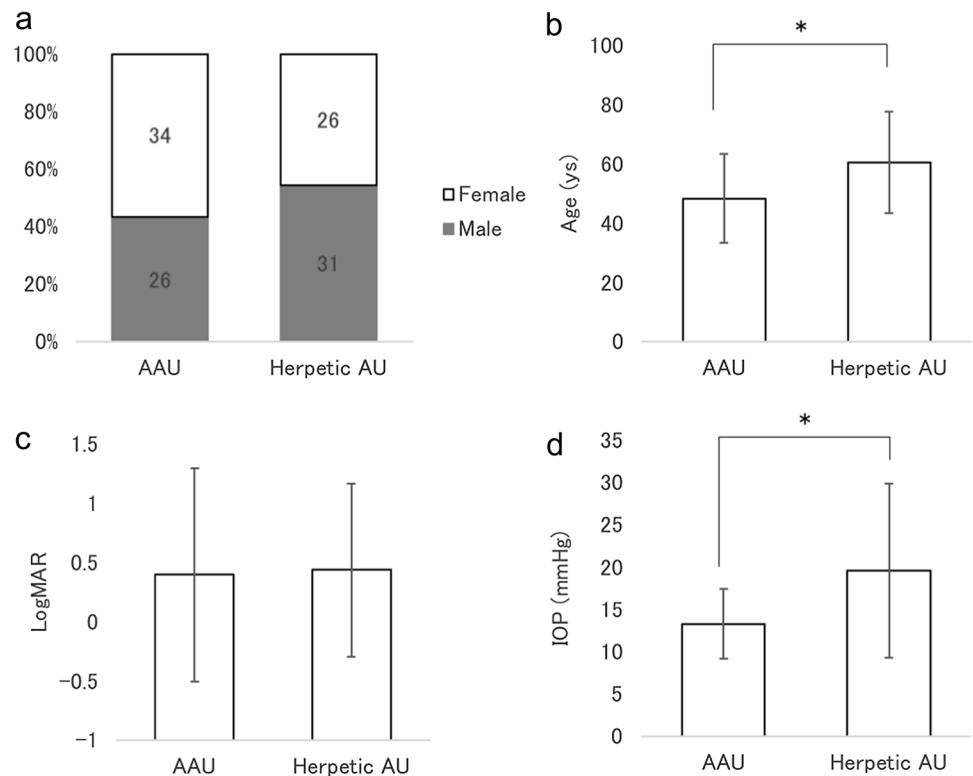 a
100%
80%
60%
40%
20%
0%
34
26
26
31
AAU
Herpetic AU
Female
Male
b
*
100
80
60
40
20
0
Age (ys)
AAU
Herpetic AU
c
1.5
1
0.5
0
−0.5
−1
LogMAR
AAU
Herpetic AU
d
*
35
30
25
20
15
10
5
0
IOP (mmHg)
AAU
Herpetic AU